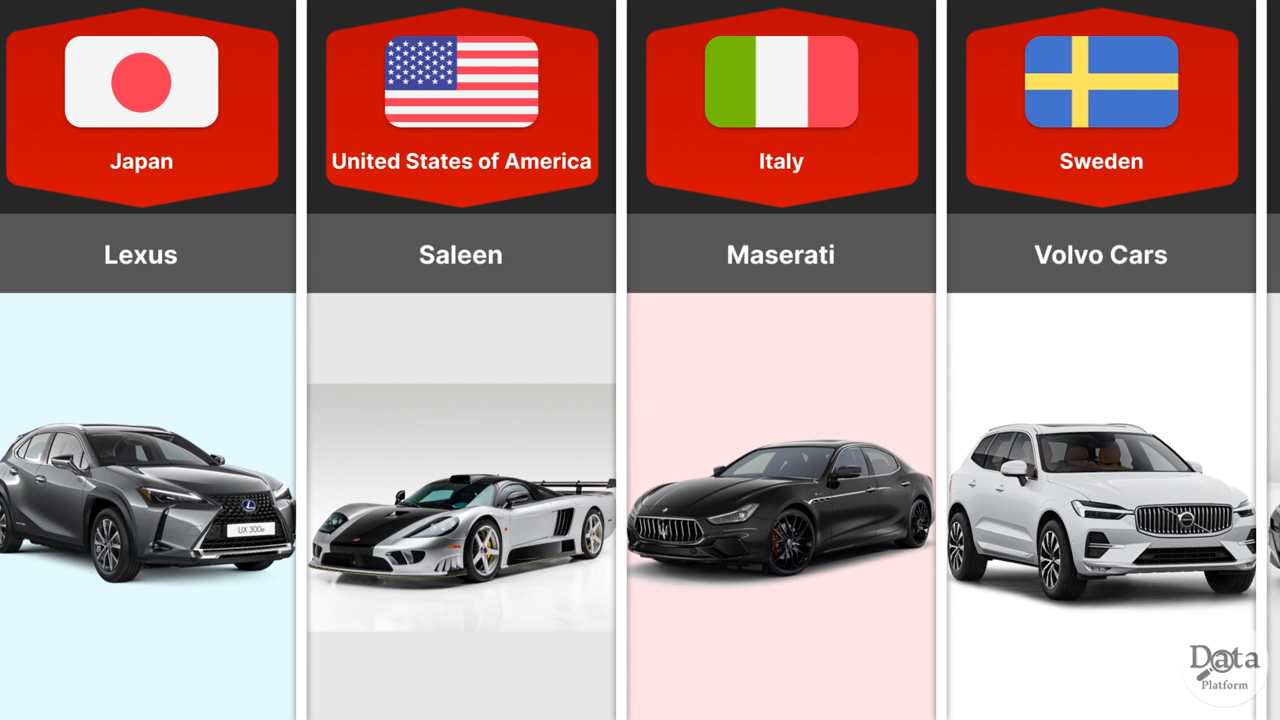 Japan
United States of America
Italy
Sweden
Lexus
Saleen
Maserati
Volvo Cars
UX 300e
Data
Platform